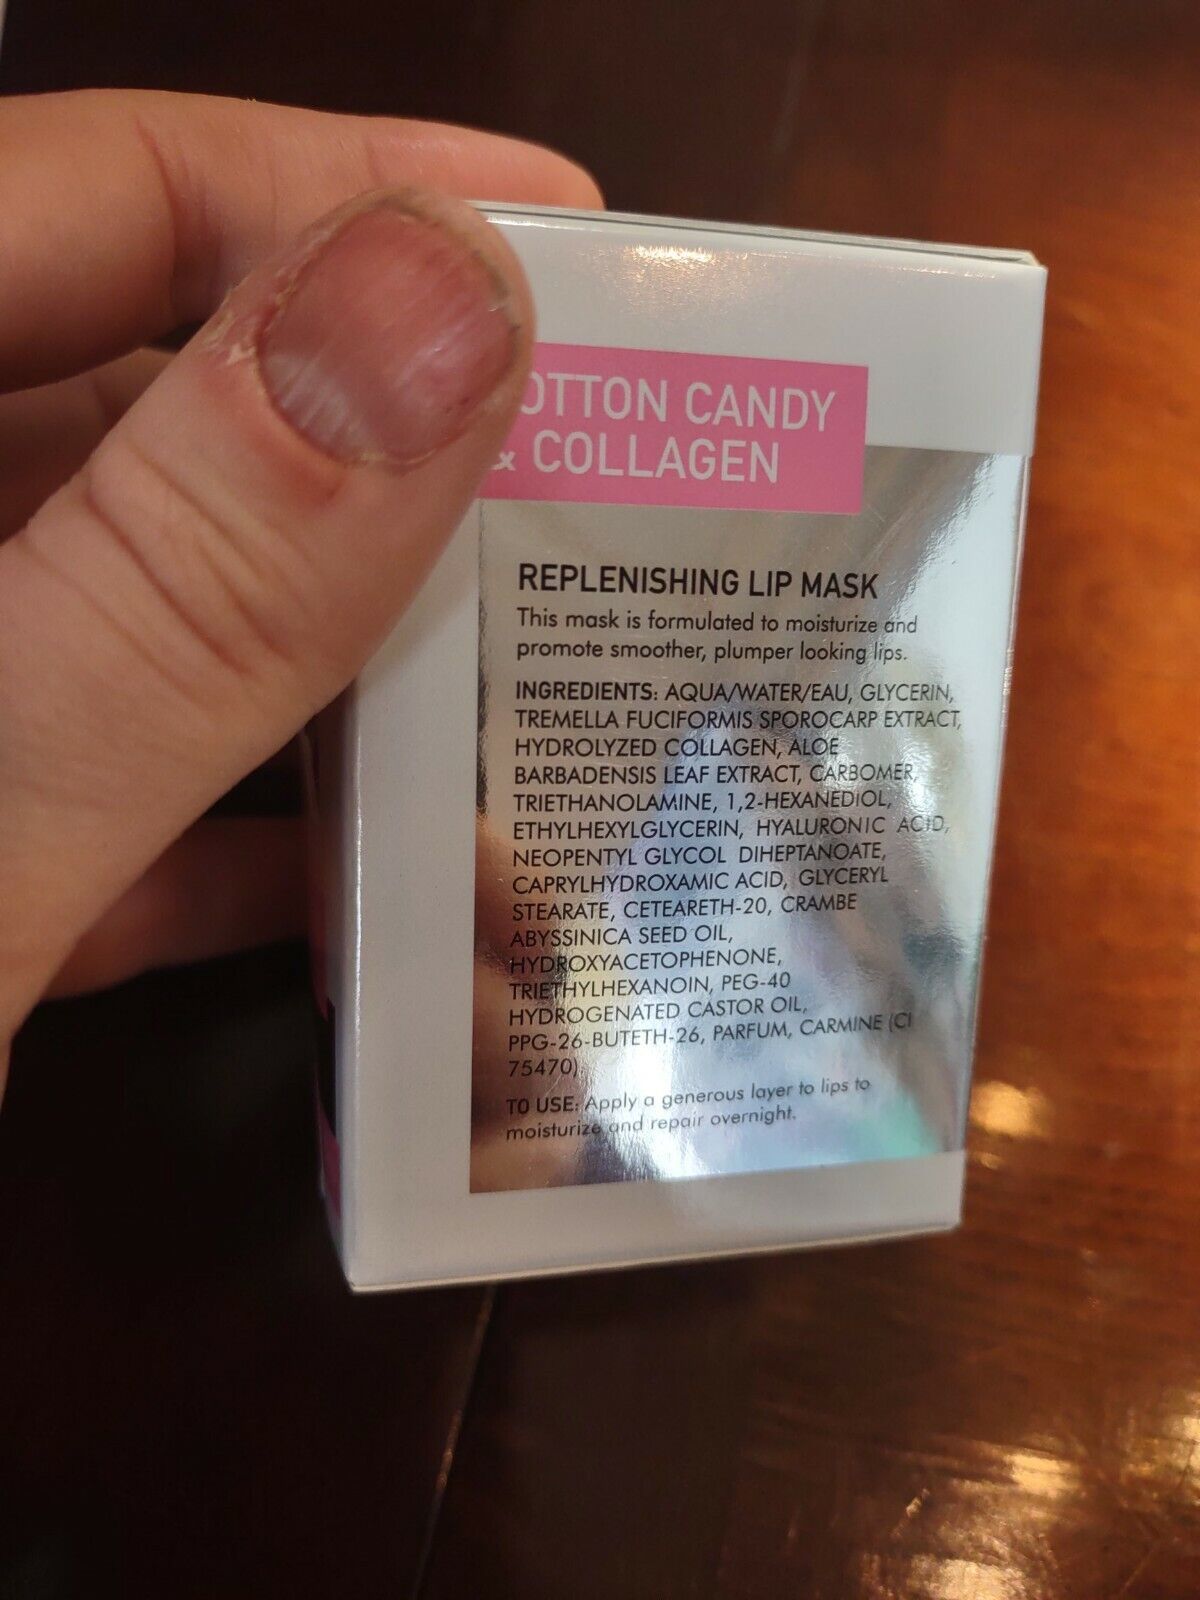 OTTON CANDY
& COLLAGEN
REPLENISHING LIP MASK
This mask is formulated to moisturize and
promote smoother, plumper looking lips.
INGREDIENTS: AQUA/WATER/EAU, GLYCERIN,
TREMELLA FUCIFORMIS SPOROCARP EXTRACT,
HYDROLYZED COLLAGEN, ALOE
BARBADENSIS LEAF EXTRACT, CARBOMER,
TRIETHANOLAMINE, 1,2-HEXANEDIOL,
ETHYLHEXYLGLYCERIN, HYALURONIC ACID,
NEOPENTYL GLYCOL DIHEPTANOATE,
CAPRYLHYDROXAMIC ACID, GLYCERYL
STEARATE, CETEARETH-20, CRAMBE
ABYSSINICA SEED OIL,
HYDROXYACETOPHENONE,
TRIETHYLHEXANOIN, PEG-40
HYDROGENATED CASTOR OIL,
PPG-26-BUTETH-26, PARFUM, CARMINE (CI
75470).
TO USE: Apply a generous layer to lips to
moisturize and repair overnight.